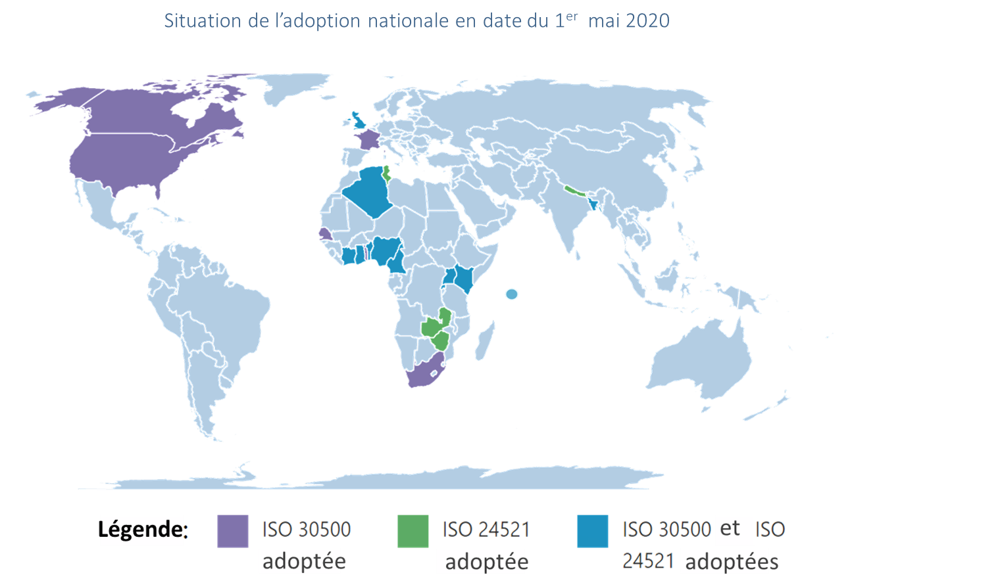 Situation de l’adoption nationale en date du 1er mai 2020
Légende:
ISO 30500 adoptée
ISO 24521 adoptée
ISO 30500 et ISO 24521 adoptées